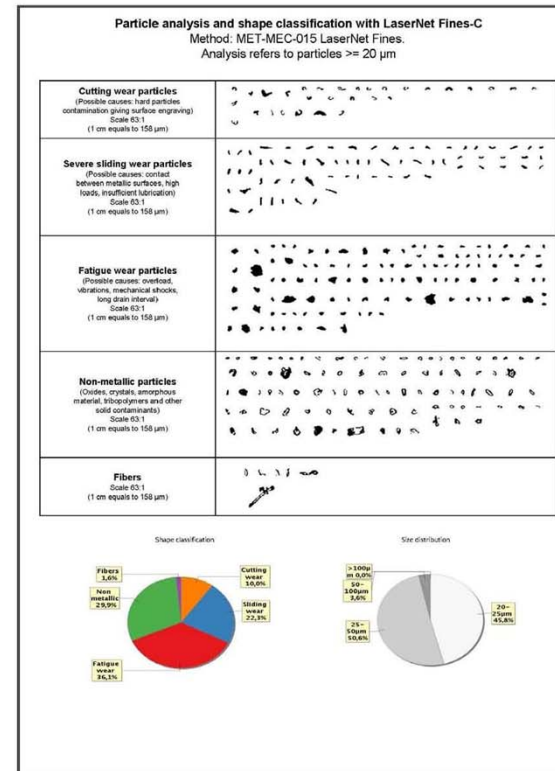 Particle analysis and shape classification with LaserNet Fines-C
Method: MET-MEC-015 LaserNet Fines.
Analysis refers to particles >= 20 µm
Cutting wear particles
(Possible causes: hard particles
contamination giving surface engraving)
Scale 63:1
(1 cm equals to 158 µm)
Severe sliding wear particles
(Possible causes: contact
between metallic surfaces, high
loads, insufficient lubrication)
Scale 63:1
(1 cm equals to 158 µm)
Fatigue wear particles
(Possible causes: overload,
vibrations, mechanical shocks,
long drain interval)
Scale 63:1
(1 cm equals to 158 µm)
Non-metallic particles
(Oxides, crystals, amorphous
material, tribopolymers and other
solid contaminants)
Scale 63:1
(1 cm equals to 158 µm)
Fibers
Scale 63:1
(1 cm equals to 158 µm)
Shape classification
Fibers
1,6%
Cutting
wear
10,0%
Non
metallic
29,9%
Sliding
wear
22,3%
Fatigue
wear
36,1%
Size distribution
>100µ
m 0,0%
50-
100µm
3,6%
20-
25µm
45,8%
25-
50µm
50,6%